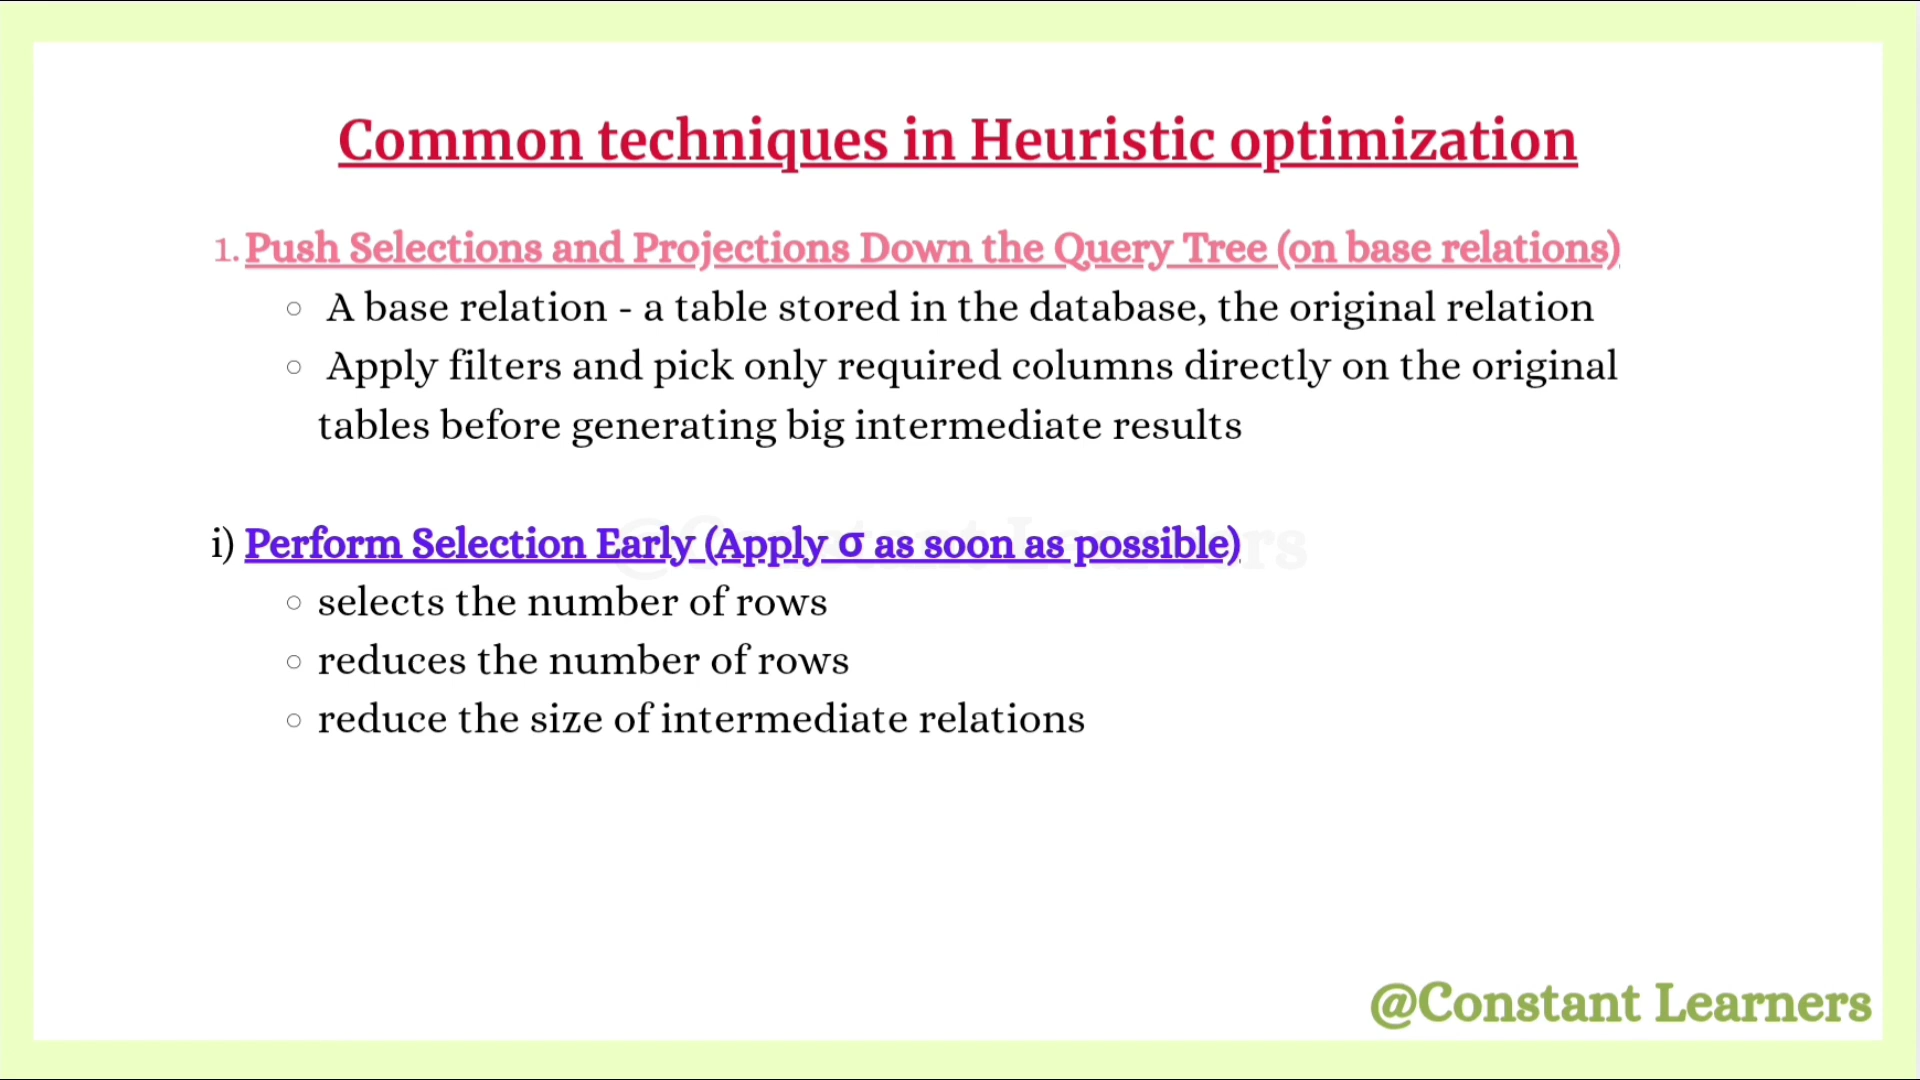 Common techniques in Heuristic optimization
1. Push Selections and Projections Down the Query Tree (on base relations)
○ A base relation - a table stored in the database, the original relation
○ Apply filters and pick only required columns directly on the original
tables before generating big intermediate results
i) Perform Selection Early (Apply σ as soon as possible)
○ selects the number of rows
○ reduces the number of rows
○ reduce the size of intermediate relations
@Constant Learners
@Constant Learners